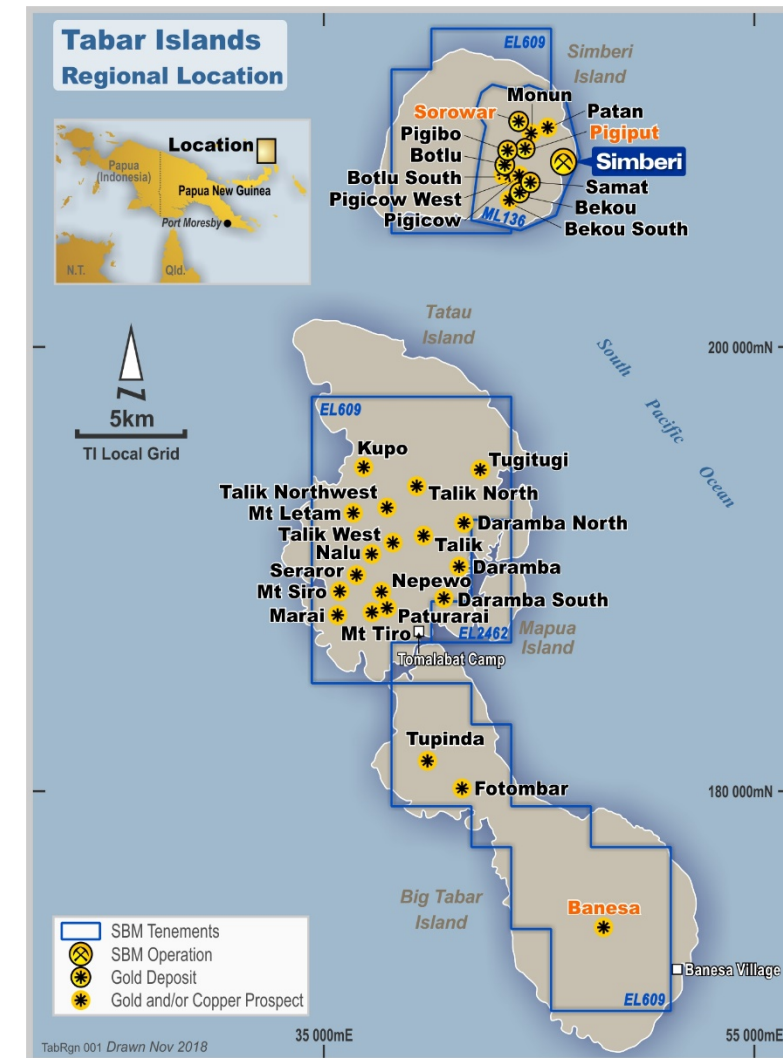 Tabar Islands
Regional Location
Location
Papua
(Indonesia)
Papua New Guinea
Port Moresby
N.T.
Qld.
EL609
Simberi
Island
Monun
Sorowar
Patan
Pigibo
Pigiput
Botlu
Simberi
Botlu South
Samat
Pigicow West
Bekou
Pigicow
ML136
Bekou South
Tatau
Island
South Pacific Ocean
200 000mN
N
5km
TI Local Grid
EL609
Kupo
Tugitugi
Talik Northwest
Talik North
Mt Letam
Daramba North
Talik West
Talik
Nalu
Daramba
Seraror
Nepewo
Mt Siro
Daramba South
Marai
Paturarai
Mt Tiro
EL2462
Mapua
Island
Tomalabat Camp
Tupinda
Fotombar
180 000mN
Big Tabar
Island
Banesa
Banesa Village
EL609
SBM Tenements
SBM Operation
Gold Deposit
Gold and/or Copper Prospect
TabRgn 001 Drawn Nov 2018
35 000mE
55 000mE